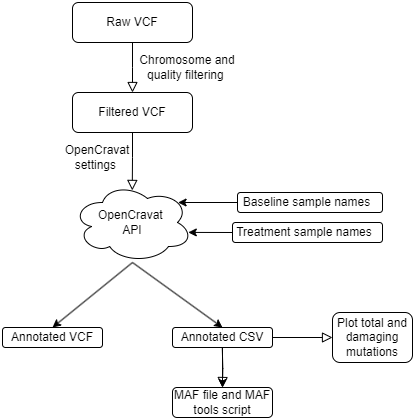 Raw VCF
Chromosome and
quality filtering
Filtered VCF
OpenCravat
settings
OpenCravat
API
Baseline sample names
Treatment sample names
Annotated VCF
Annotated CSV
Plot total and
damaging
mutations
MAF file and MAF
tools script